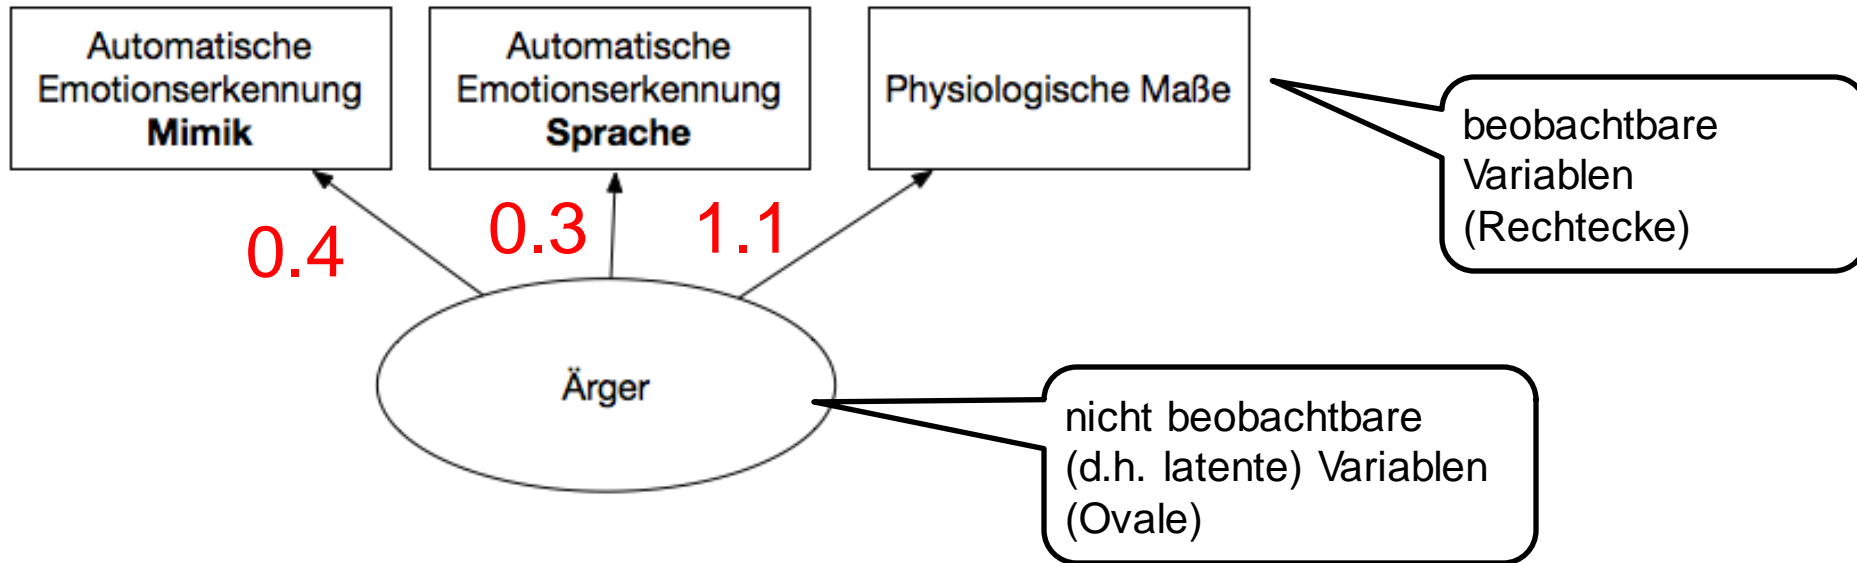 Automatische
Emotionserkennung
Mimik
Automatische
Emotionserkennung
Sprache
Physiologische Maße
beobachtbare
Variablen
(Rechtecke)
0.4
0.3
1.1
Ärger
nicht beobachtbare
(d.h. latente) Variablen
(Ovale)